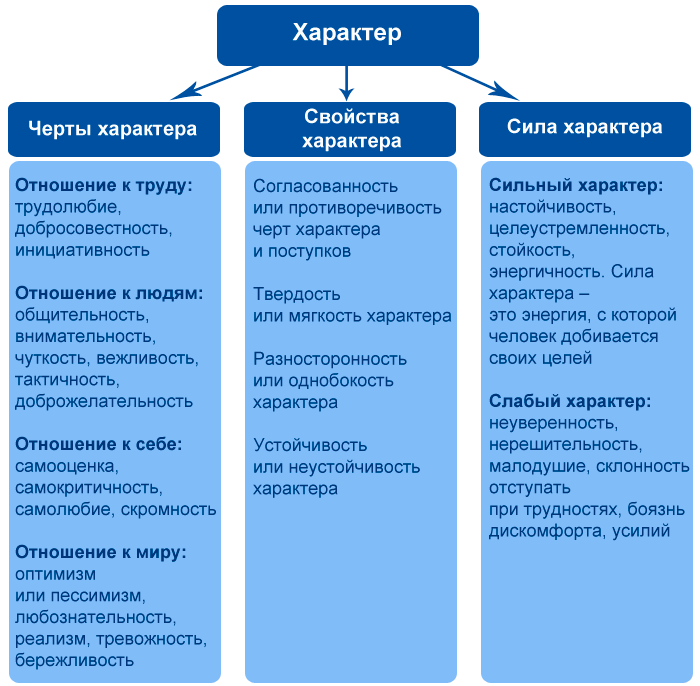 Характер
Черты характера
Отношение к труду:
трудолюбие,
добросовестность,
инициативность
Отношение к людям:
общительность,
внимательность,
чуткость, вежливость,
тактичность,
доброжелательность
Отношение к себе:
самооценка,
самокритичность,
самолюбие, скромность
Отношение к миру:
оптимизм
или пессимизм,
любознательность,
реализм, тревожность,
бережливость
Свойства
характера
Согласованность
или противоречивость
черт характера
и поступков
Твердость
или мягкость характера
Разносторонность
или однобокость
характера
Устойчивость
или неустойчивость
характера
Сила характера
Сильный характер:
настойчивость,
целеустремленность,
стойкость,
энергичность. Сила
характера –
это энергия, с которой
человек добивается
своих целей
Слабый характер:
неуверенность,
нерешительность,
малодушие, склонность
отступать
при трудностях, боязнь
дискомфорта, усилий